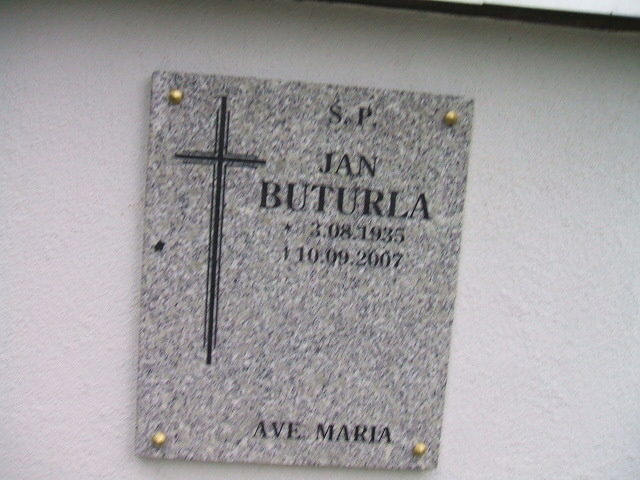 Ś. P.
JAN
BUTURLA
* 3.08.1935
† 10.09.2007
AVE MARIA